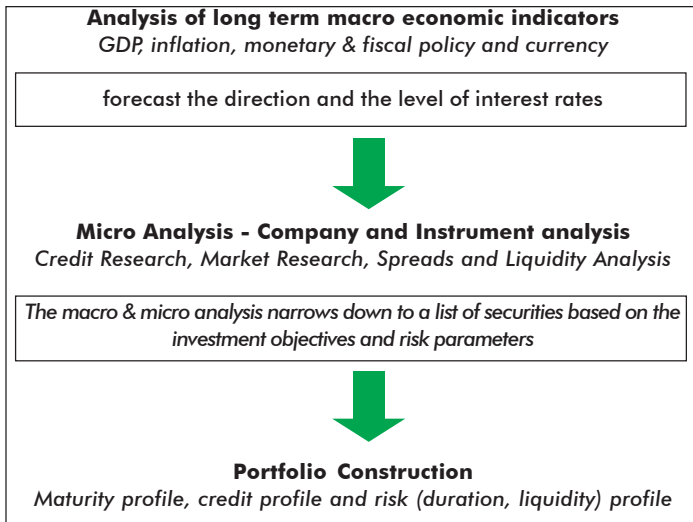 Analysis of long term macro economic indicators
GDP, inflation, monetary & fiscal policy and currency
forecast the direction and the level of interest rates
Micro Analysis - Company and Instrument analysis
Credit Research, Market Research, Spreads and Liquidity Analysis
The macro & micro analysis narrows down to a list of securities based on the
investment objectives and risk parameters
Portfolio Construction
Maturity profile, credit profile and risk (duration, liquidity) profile